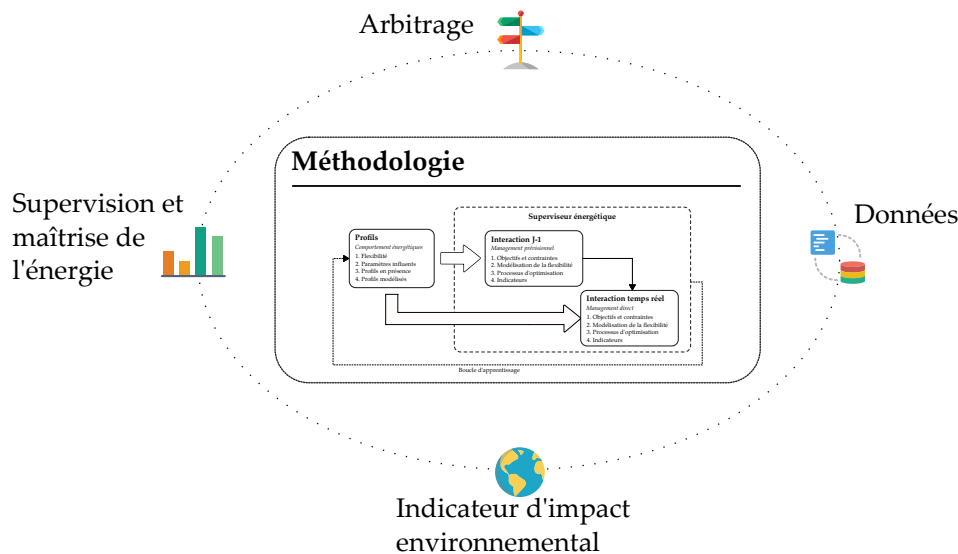 Arbitrage
Méthodologie
Supervision et
maîtrise de
l'énergie
Données
Superviseur énergétique
Profils
Comportement énergétiques
1. Flexibilité
2. Paramètres influents
3. Profils en présence
4. Profils modélisés
Interaction J-1
Management prévisionnel
1. Objectifs et contraintes
2. Modélisation de la flexibilité
3. Processus d'optimisation
4. Indicateurs
Interaction temps réel
Management direct
1. Objectifs et contraintes
2. Modélisation de la flexibilité
3. Processus d'optimisation
4. Indicateurs
Boucle d'apprentissage
Indicateur d'impact
environnemental